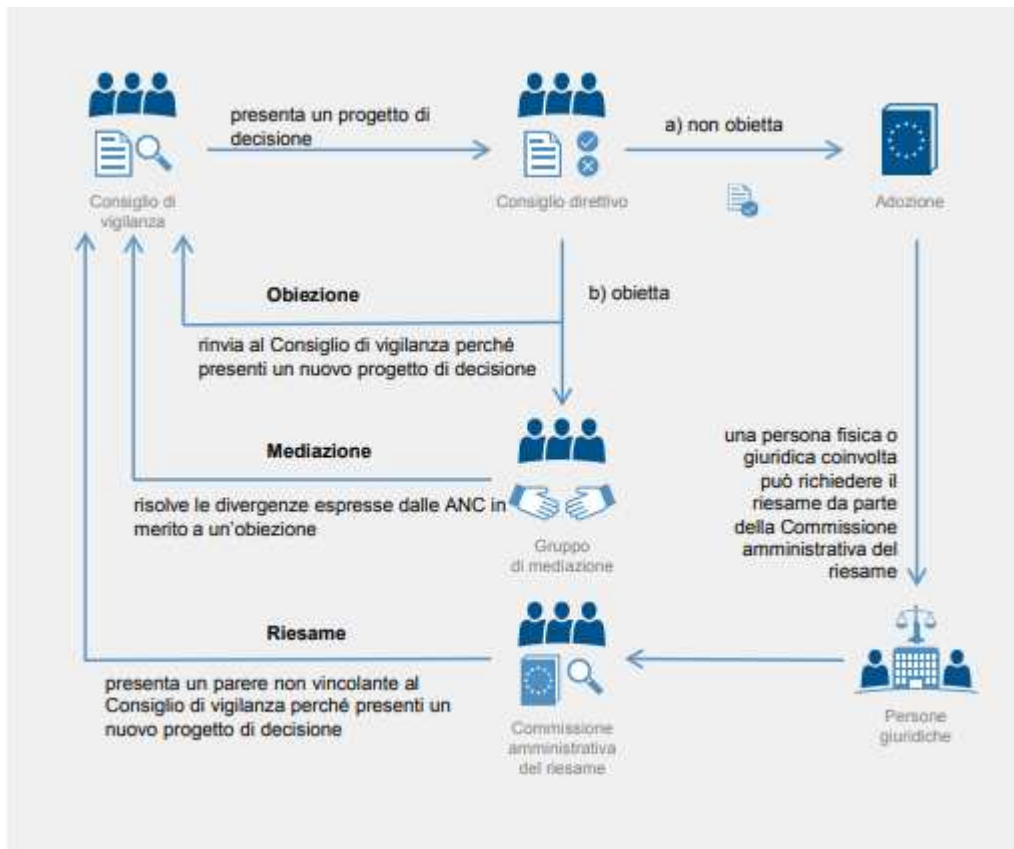 presenta un progetto di
decisione
a) non obietta
Consiglio di
vigilanza
Consiglio direttivo
Adozione
Obiezione
b) obietta
rinvia al Consiglio di vigilanza perché
presenti un nuovo progetto di decisione
Mediazione
risolve le divergenze espresse dalle ANC in
merito a un'obiezione
Gruppo
di mediazione
una persona fisica o
giuridica coinvolta
può richiedere il
riesame da parte
della Commissione
amministrativa del
riesame
Riesame
presenta un parere non vincolante al
Consiglio di vigilanza perché presenti un
nuovo progetto di decisione
Commissione
amministrativa
del riesame
Persone
giuridiche